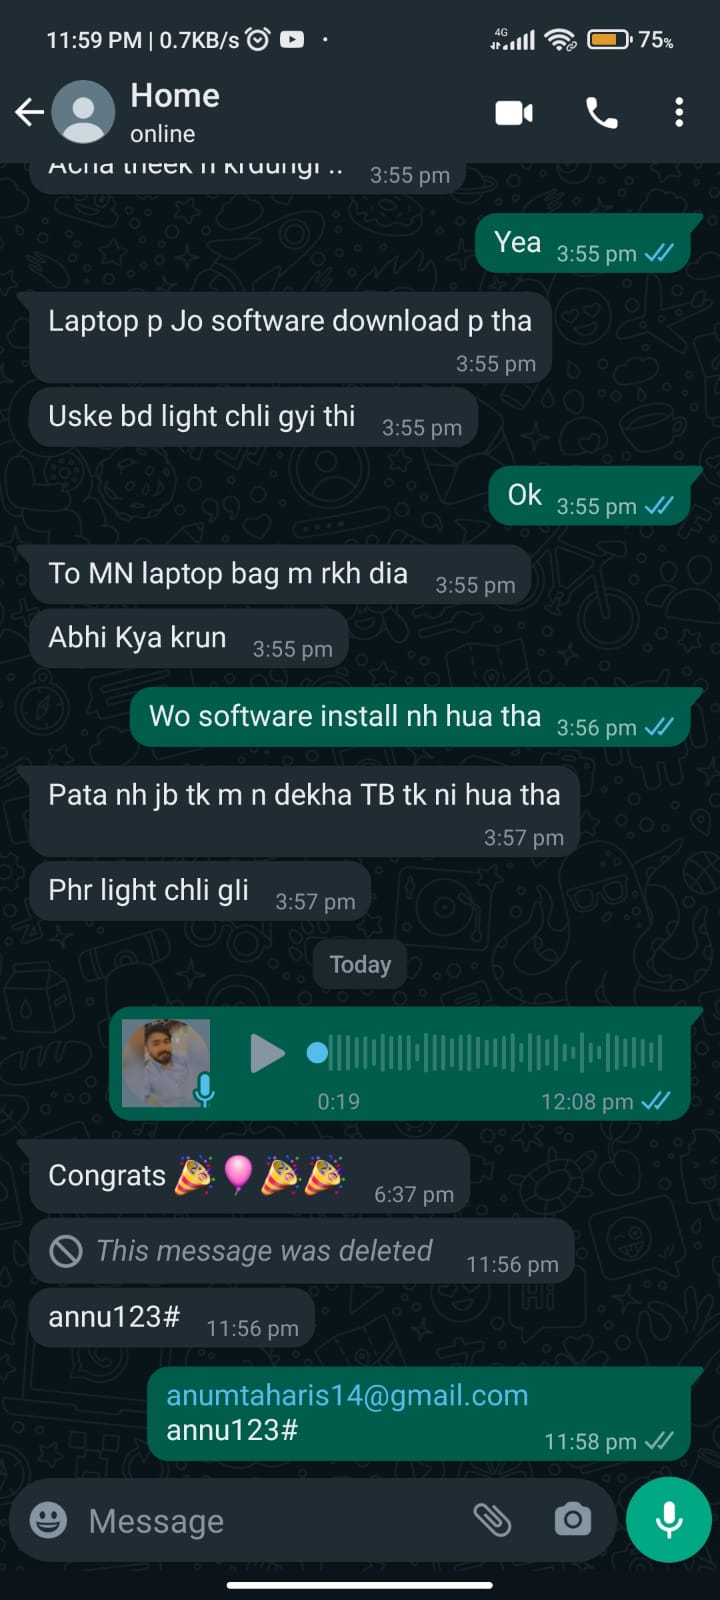 11:59 PM | 0.7KB/s
4G
75%
Home
online
Acha theek h kraungi ..
3:55 pm
Yea 3:55 pm
Laptop p Jo software download p tha
3:55 pm
Uske bd light chli gyi thi 3:55 pm
Ok 3:55 pm
To MN laptop bag m rkh dia 3:55 pm
Abhi Kya krun 3:55 pm
Wo software install nh hua tha 3:56 pm
Pata nh jb tk m n dekha TB tk ni hua tha
3:57 pm
Phr light chli gli 3:57 pm
Today
0:19 12:08 pm
Congrats 6:37 pm
This message was deleted 11:56 pm
annu123# 11:56 pm
anumtaharis14@gmail.com
annu123#
11:58 pm
Message